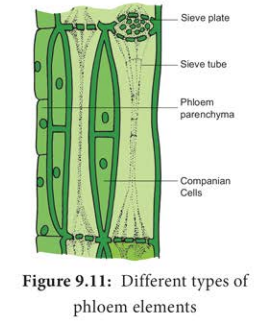 Sieve plate
Sieve tube
Phloem
parenchyma
Companian
Cells
Figure 9.11: Different types of
phloem elements